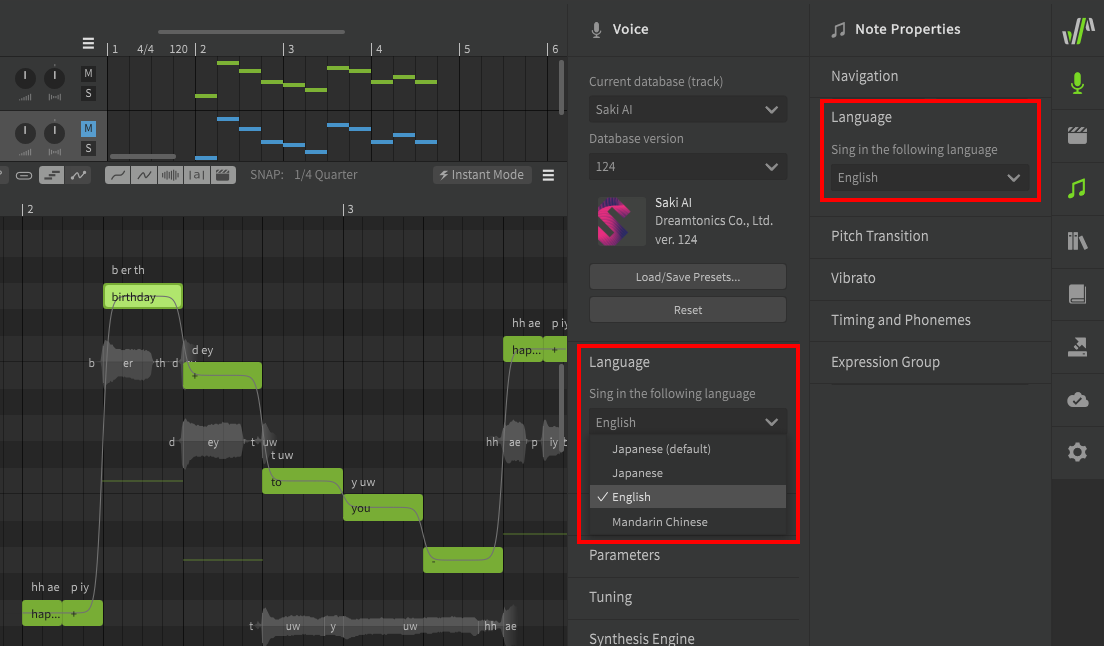 1 4/4 120 2 3 4 5 6
M
S
M
S
SNAP: 1/4 Quarter
Instant Mode
2 3
b er th
birthday
d ey
+
b er th d
d ey t uw
t uw
to
y uw
you
-
hh ae p iy
hap... +
hh ae p iy t
hh ae p iy
hap... +
t uw y uw hh ae
Voice
Current database (track)
Saki AI
Database version
124
Saki AI
Dreamtonics Co., Ltd.
ver. 124
Load/Save Presets...
Reset
Language
Sing in the following language
English
Japanese (default)
Japanese
English
Mandarin Chinese
Parameters
Tuning
Synthesis Engine
Note Properties
Navigation
Language
Sing in the following language
English
Pitch Transition
Vibrato
Timing and Phonemes
Expression Group